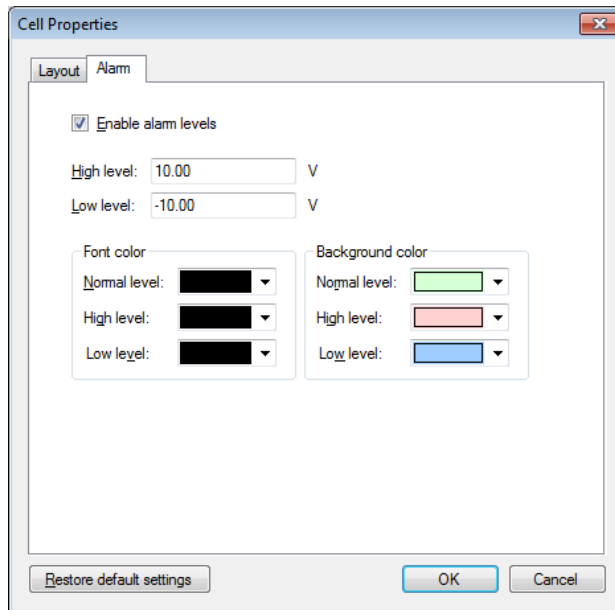 Cell Properties
Layout Alarm
Enable alarm levels
High level: 10.00 V
Low level: -10.00 V
Font color Background color
Normal level: Normal level:
High level: High level:
Low level: Low level:
Restore default settings OK Cancel